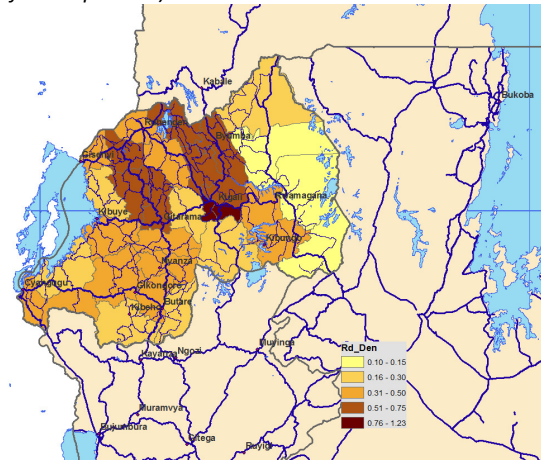 Kabale
Bukoba
Byumba
Kigali
Rwamagana
Kibuye
Gitarama
Kibungo
Nyanza
Cyangugu
Gikongoro
Kibeho
Butare
Muyinga
Kayanza
Ngozi
Rd_Den
0.10 - 0.15
0.16 - 0.30
0.31 - 0.50
0.51 - 0.75
0.76 - 1.23
Muramvya
Bujumbura
Gitega
Ruyigi